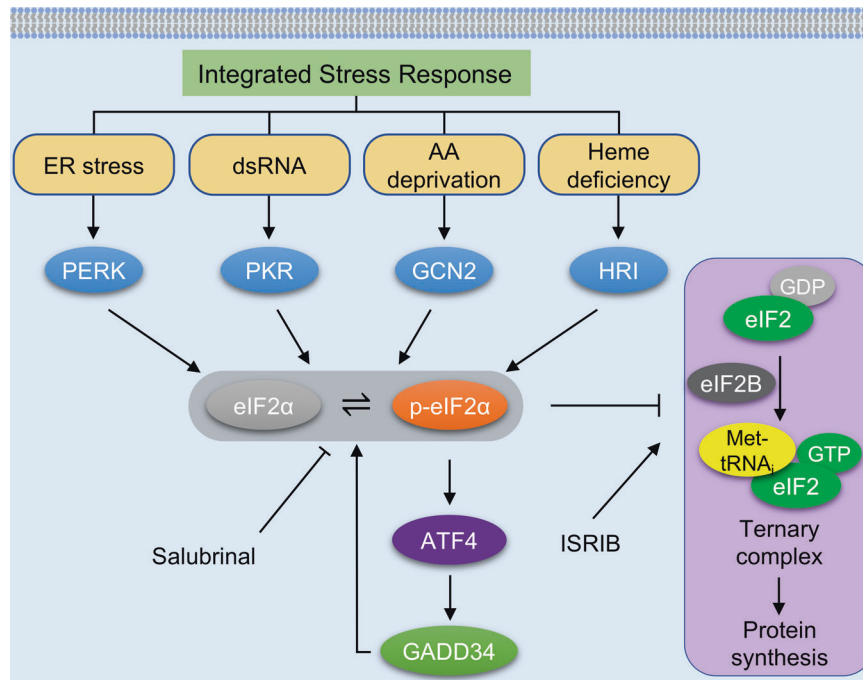 Integrated Stress Response
ER stress
dsRNA
AA
deprivation
Heme
deficiency
PERK
PKR
GCN2
HRI
eIF2α
⇌
p-eIF2α
Salubrinal
ATF4
ISRIB
GADD34
GDP
eIF2
eIF2B
Met-
tRNAᵢ
GTP
eIF2
Ternary
complex
Protein
synthesis